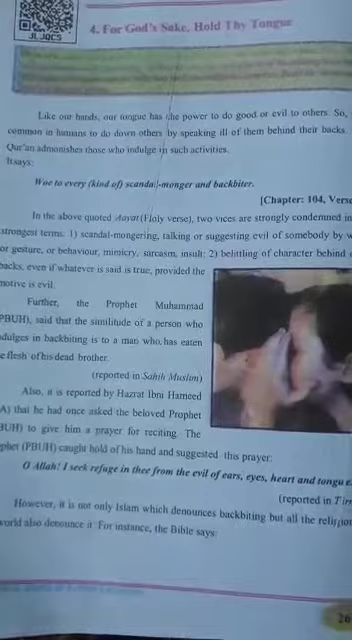 JLJQCS
4. For God's Sake, Hold Thy Tongue
Like our hands, our tongue has the power to do good or evil to others. So,
common in humans to do down others by speaking ill of them behind their backs.
Qur'an admonishes those who indulge in such activities.
It says:
Woe to every (kind of) scandal-monger and backbiter.
[Chapter: 104, Verse
In the above quoted Ayat (Holy verse), two vices are strongly condemned in
strongest terms: 1) scandal-mongering, talking or suggesting evil of somebody by w
or gesture, or behaviour, mimicry, sarcasm, insult; 2) belittling of character behind
backs, even if whatever is said is true, provided the
motive is evil.
Further, the Prophet Muhammad
PBUH), said that the similitude of a person who
ndulges in backbiting is to a man who has eaten
e flesh of his dead brother.
(reported in Sahih Muslim)
Also, it is reported by Hazrat Ibni Hameed
A) that he had once asked the beloved Prophet
BUH) to give him a prayer for reciting. The
phet (PBUH) caught hold of his hand and suggested this prayer:
O Allah! I seek refuge in thee from the evil of ears, eyes, heart and tongue
(reported in Tirm
However, it is not only Islam which denounces backbiting but all the religion
world also denounce it. For instance, the Bible says:
26